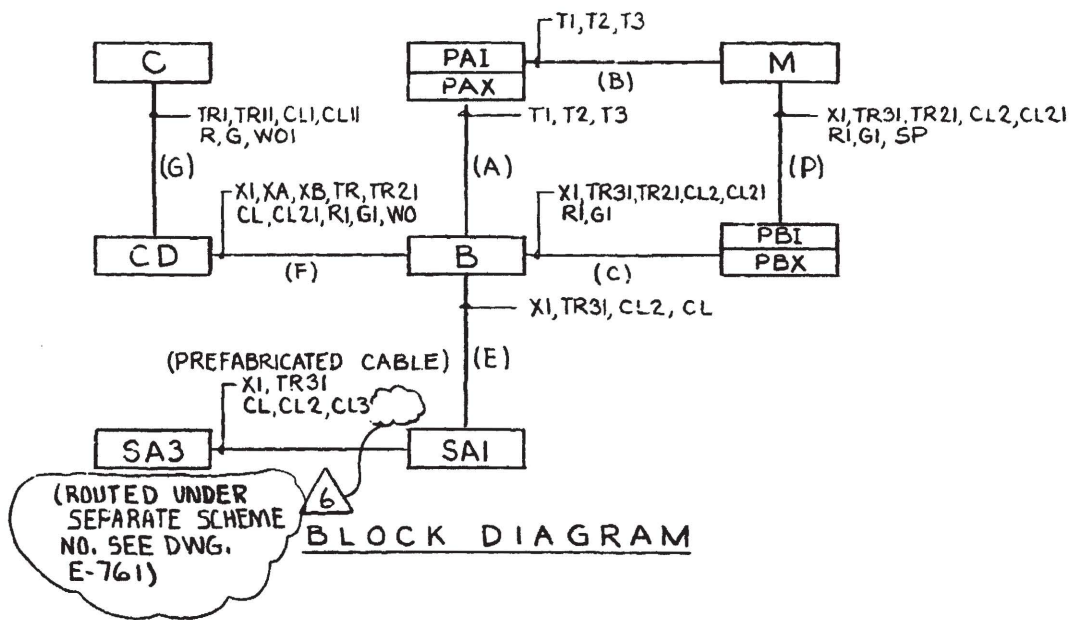 C
TR1, TR11, CL1, CL11
R, G, WO1
(G)
CD
PA1
PAX
T1, T2, T3
(B)
M
T1, T2, T3
(A)
X1, TR31, TR21, CL2, CL21
R1, G1, SP
(P)
X1, XA, XB, TR, TR21
CL, CL21, R1, G1, WO
(F)
B
X1, TR31, TR21, CL2, CL21
R1, G1
(C)
PB1
PBX
X1, TR31, CL2, CL
(E)
(PREFABRICATED CABLE)
X1, TR31
CL, CL2, CL3
SA3
SA1
(ROUTED UNDER
SEPARATE SCHEME
NO. SEE DWG.
E-761)
6
BLOCK DIAGRAM